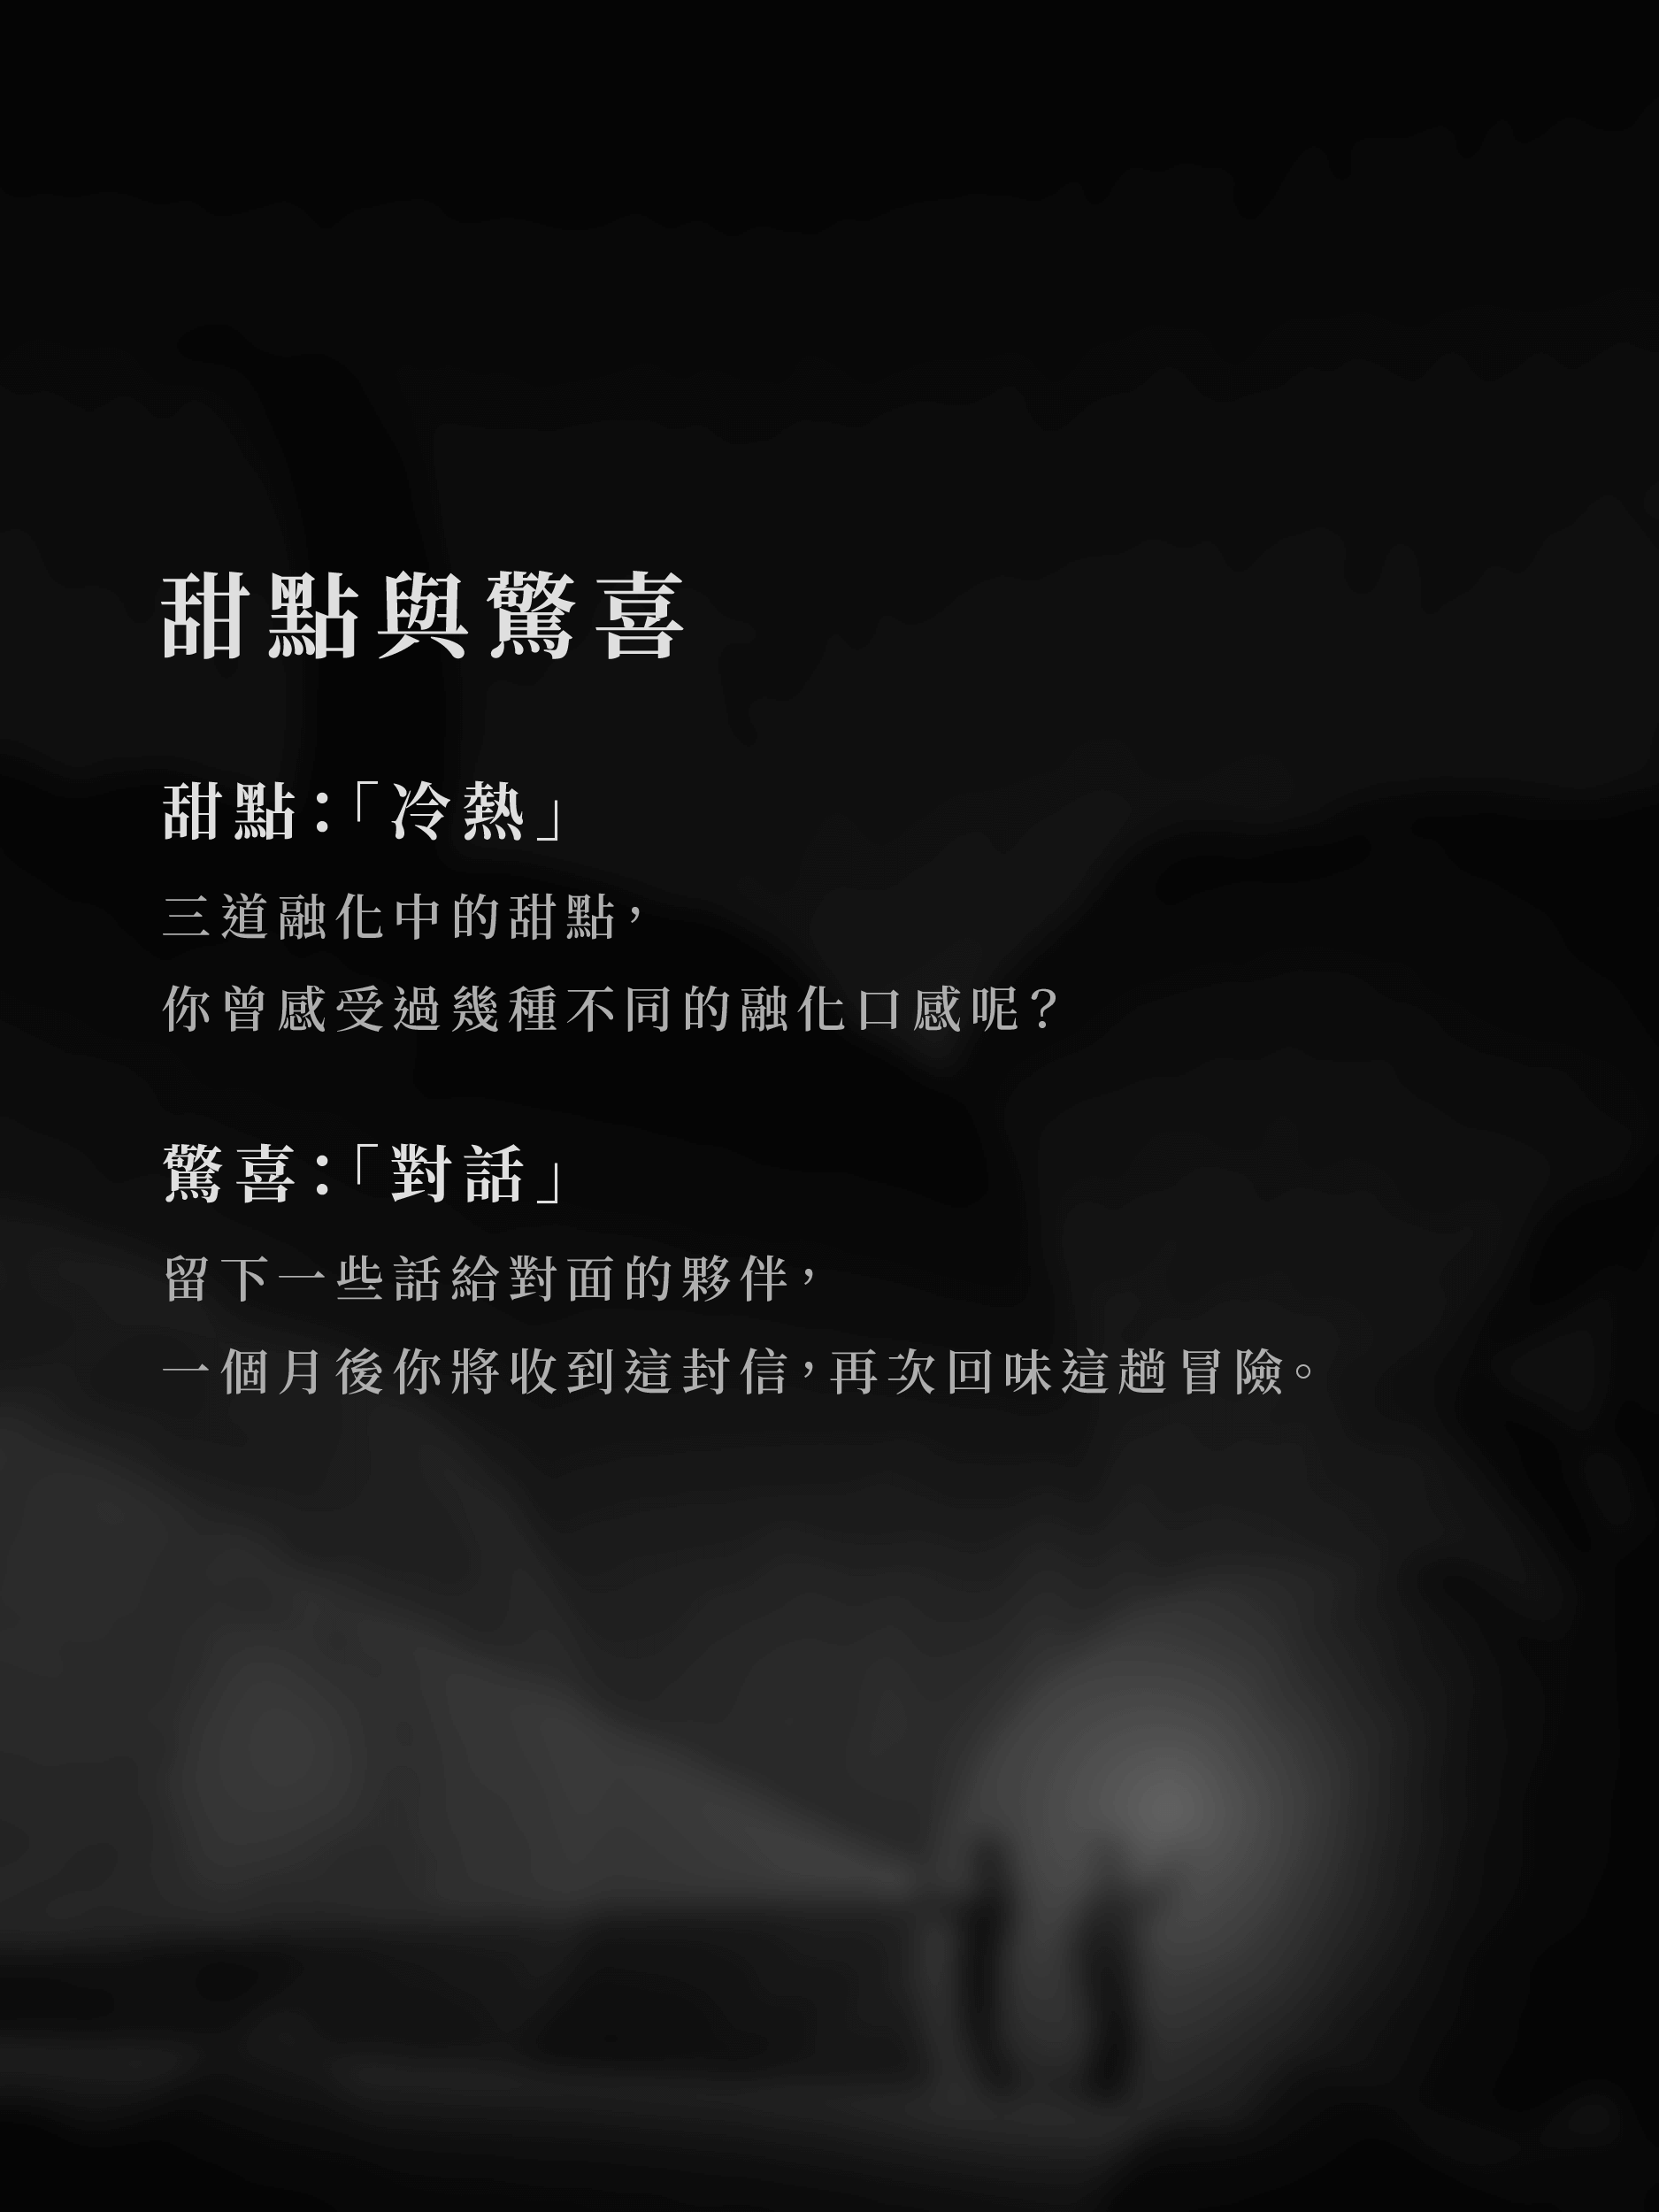 甜點與驚喜
甜點：「冷熱」
三道融化中的甜點，
你曾感受過幾種不同的融化口感呢？
驚喜：「對話」
留下一些話給對面的夥伴，
一個月後你將收到這封信，再次回味這趟冒險。